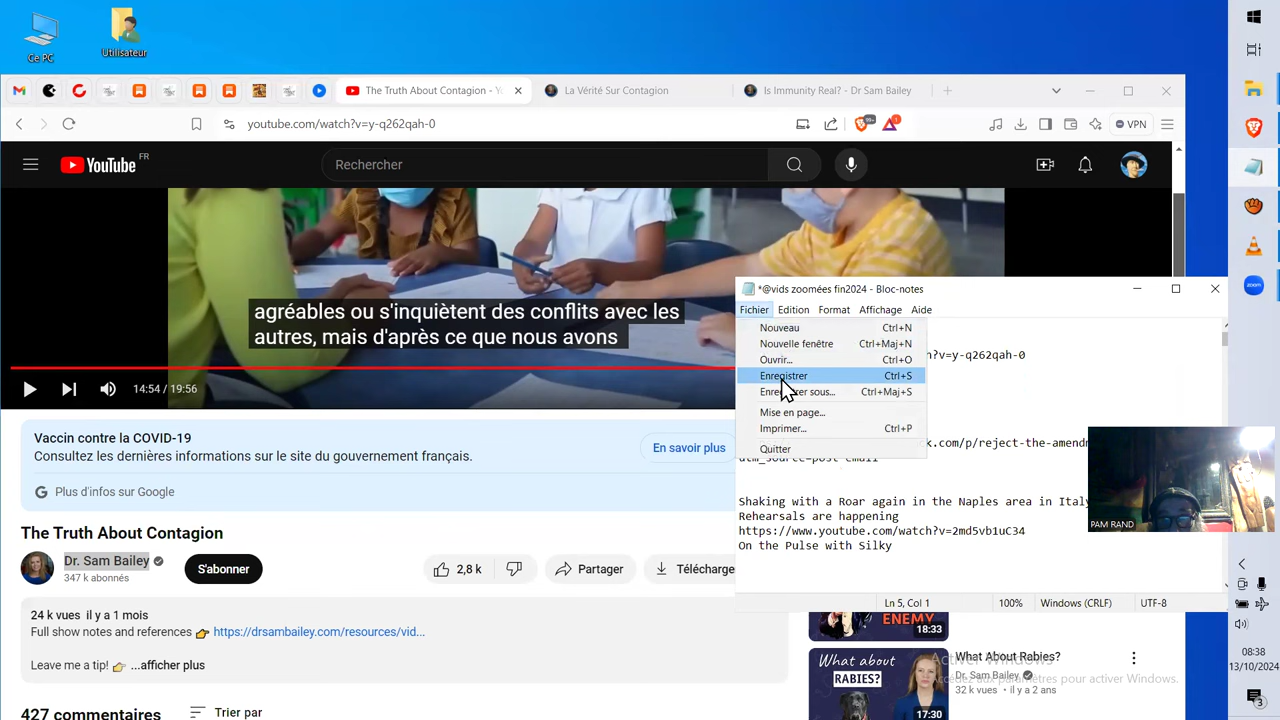 Ce PC
Utilisateur
The Truth About Contagion - Y
La Vérité Sur Contagion
Is Immunity Real? - Dr Sam Bailey
youtube.com/watch?v=y-q262qah-0
99+
1
VPN
YouTube FR
Rechercher
agréables ou s'inquiètent des conflits avec les
autres, mais d'après ce que nous avons
14:54 / 19:56
*@vids zoomées fin2024 - Bloc-notes
Fichier Edition Format Affichage Aide
Nouveau Ctrl+N
Nouvelle fenêtre Ctrl+Maj+N
Ouvrir... Ctrl+O
Enregistrer Ctrl+S
Enregistrer sous... Ctrl+Maj+S
Mise en page...
Imprimer... Ctrl+P
Quitter
h?v=y-q262qah-0
k.com/p/reject-the-amendm
utm_source=post-email
Shaking with a Roar again in the Naples area in Italy
Rehearsals are happening
https://www.youtube.com/watch?v=2md5vb1uC34
On the Pulse with Silky
Ln 5, Col 1
100%
Windows (CRLF)
UTF-8
PAM RAND
Vaccin contre la COVID-19
Consultez les dernières informations sur le site du gouvernement français.
En savoir plus
Plus d'infos sur Google
The Truth About Contagion
Dr. Sam Bailey
347 k abonnés
S'abonner
2,8 k
Partager
Télécharge
24 k vues il y a 1 mois
Full show notes and references 👉 https://drsambailey.com/resources/vid...
Leave me a tip! 👉 ...afficher plus
427 commentaires
Trier par
ENEMY
18:33
What about
RABIES?
17:30
What About Rabies?
Dr. Sam Bailey
32 k vues • il y a 2 ans
Activer Windows
Accédez aux paramètres pour activer Windows.
08:38
13/10/2024
3